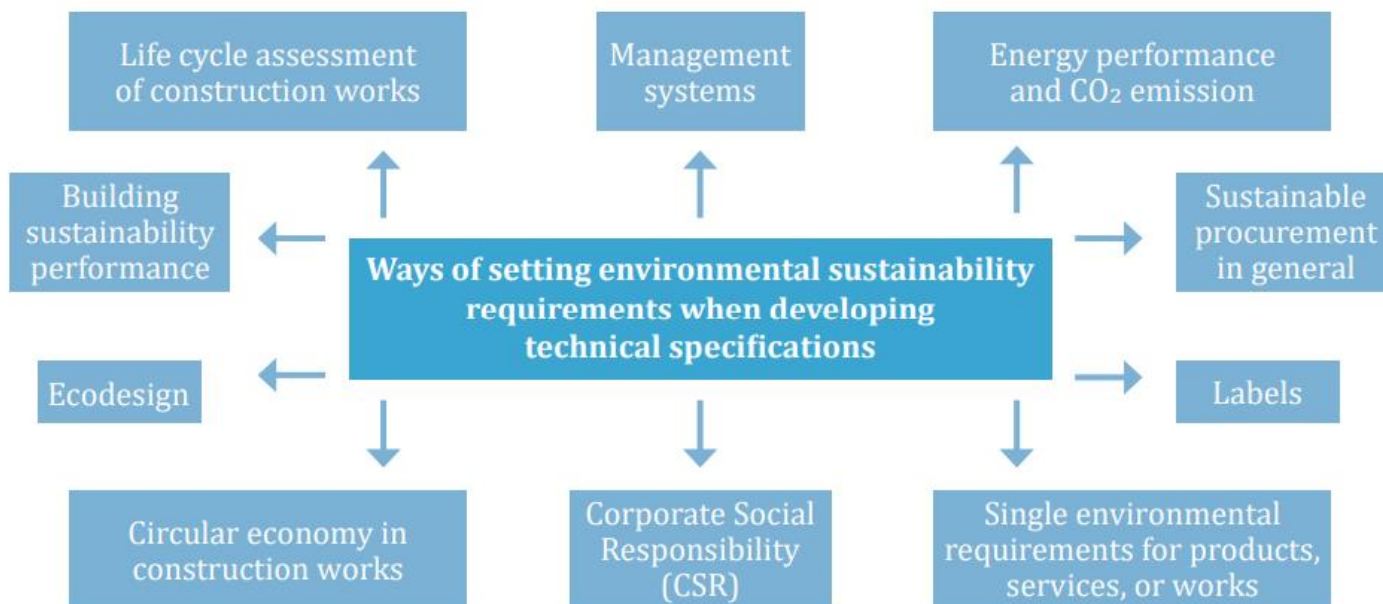 Life cycle assessment
of construction works
Management
systems
Energy performance
and CO₂ emission
Building
sustainability
performance
Sustainable
procurement
in general
Ways of setting environmental sustainability
requirements when developing
technical specifications
Ecodesign
Labels
Circular economy in
construction works
Corporate Social
Responsibility
(CSR)
Single environmental
requirements for products,
services, or works